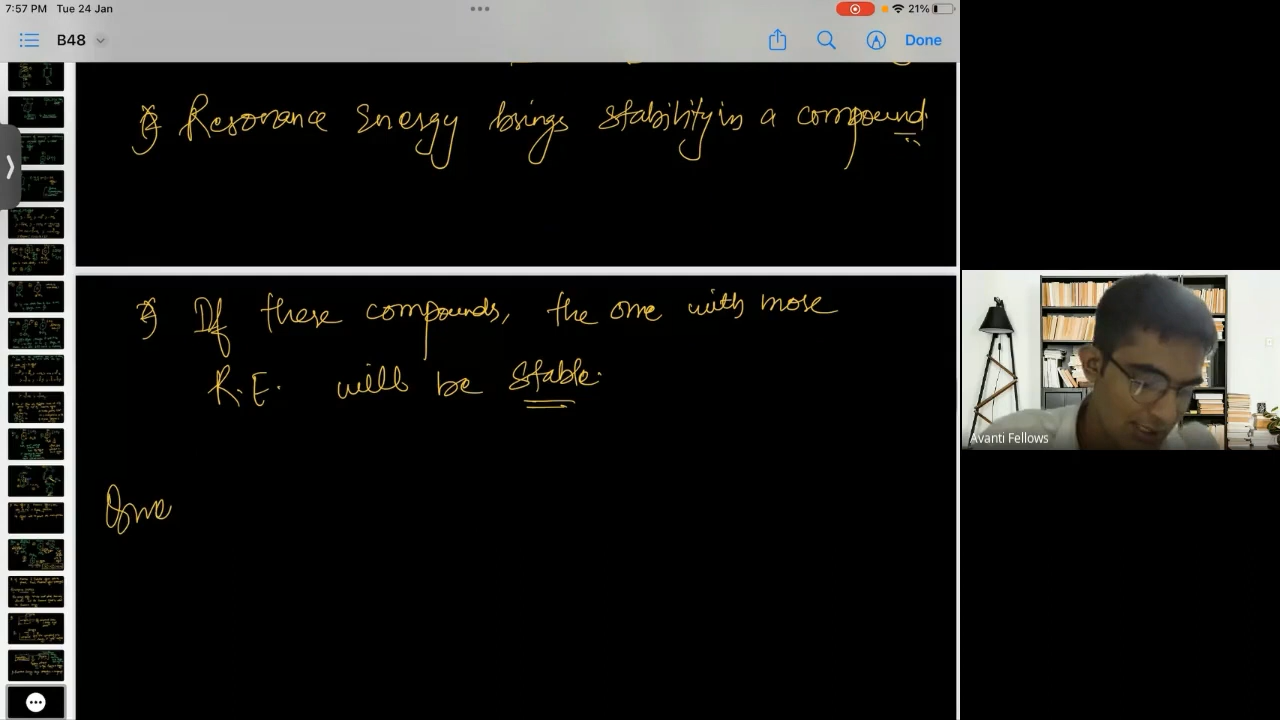 7:57 PM Tue 24 Jan
21%
B48
Done
Resonance Energy brings stability in a compound.
If these compounds, the one with more
R.E. will be stable.
Avanti Fellows